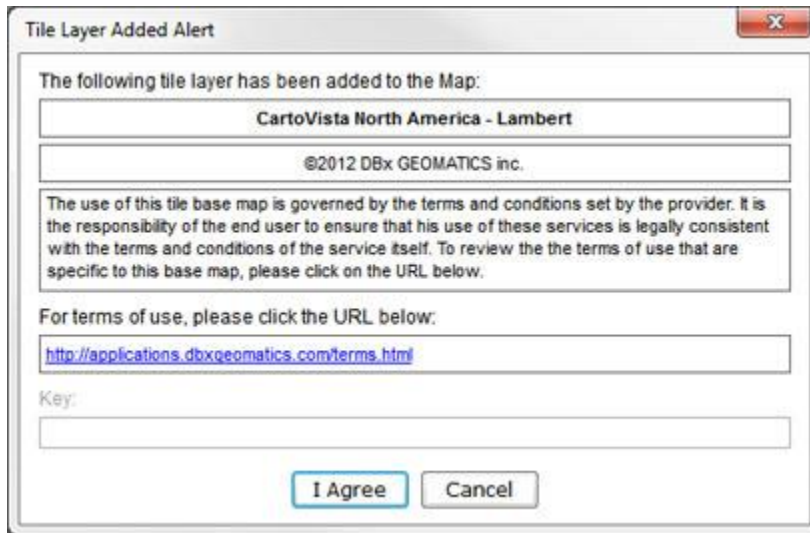 Tile Layer Added Alert
The following tile layer has been added to the Map:
CartoVista North America - Lambert
©2012 DBx GEOMATICS inc.
The use of this tile base map is governed by the terms and conditions set by the provider. It is
the responsibility of the end user to ensure that his use of these services is legally consistent
with the terms and conditions of the service itself. To review the the terms of use that are
specific to this base map, please click on the URL below.
For terms of use, please click the URL below:
http://applications.dbxgeomatics.com/terms.html
Key:
I Agree
Cancel